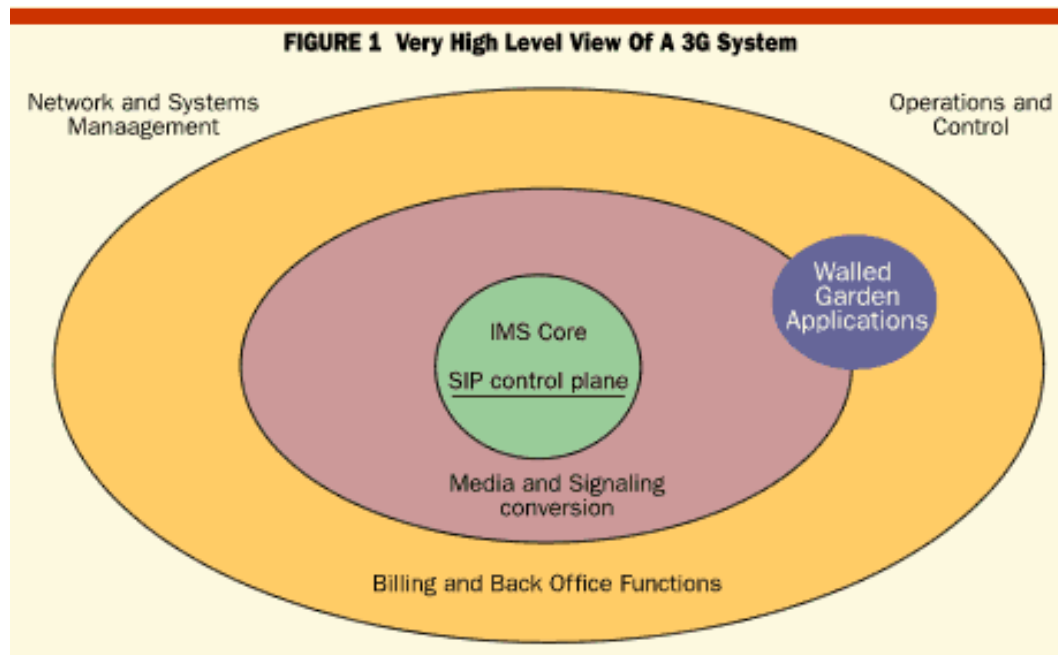 FIGURE 1 Very High Level View Of A 3G System
Network and Systems
Manaagement
Operations and
Control
Walled
Garden
Applications
IMS Core
SIP control plane
Media and Signaling
conversion
Billing and Back Office Functions